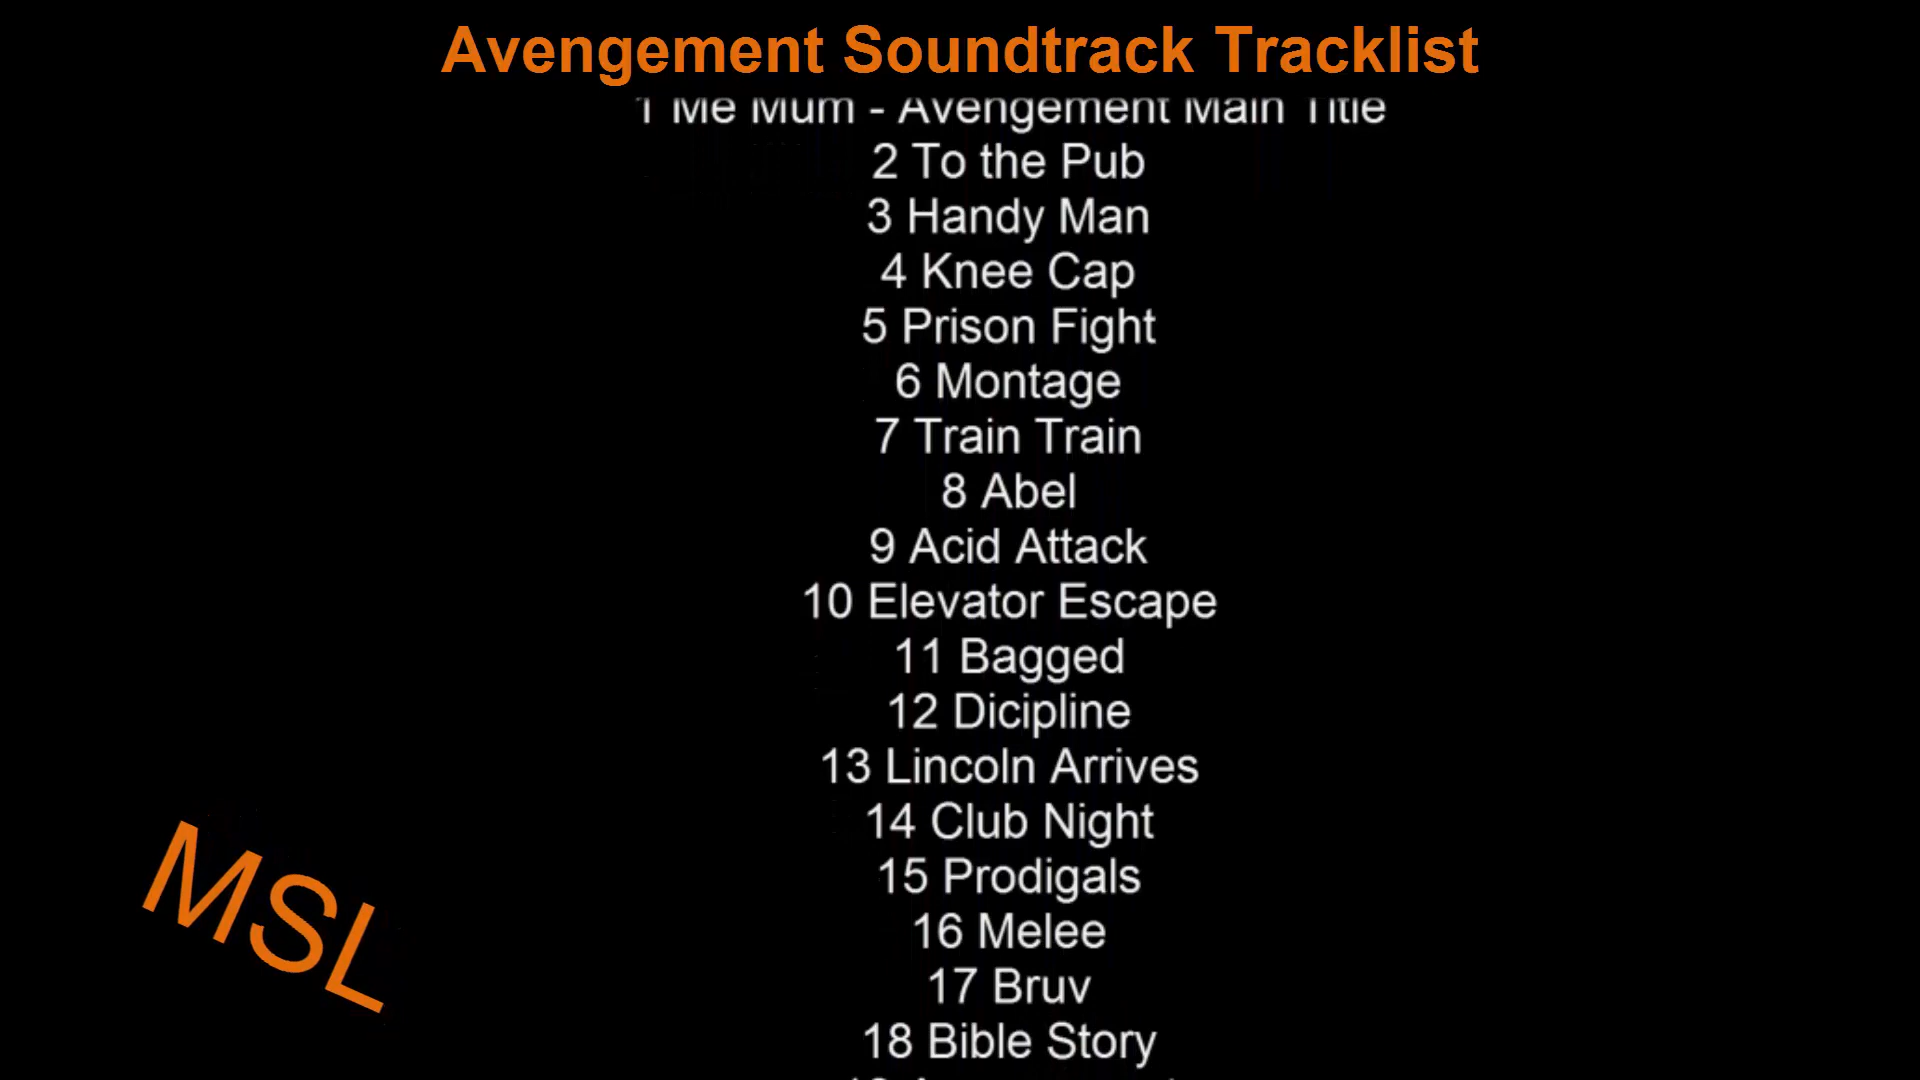 Avengement Soundtrack Tracklist
1 Me Mum - Avengement Main Title
2 To the Pub
3 Handy Man
4 Knee Cap
5 Prison Fight
6 Montage
7 Train Train
8 Abel
9 Acid Attack
10 Elevator Escape
11 Bagged
12 Dicipline
13 Lincoln Arrives
14 Club Night
15 Prodigals
16 Melee
17 Bruv
18 Bible Story
MSL